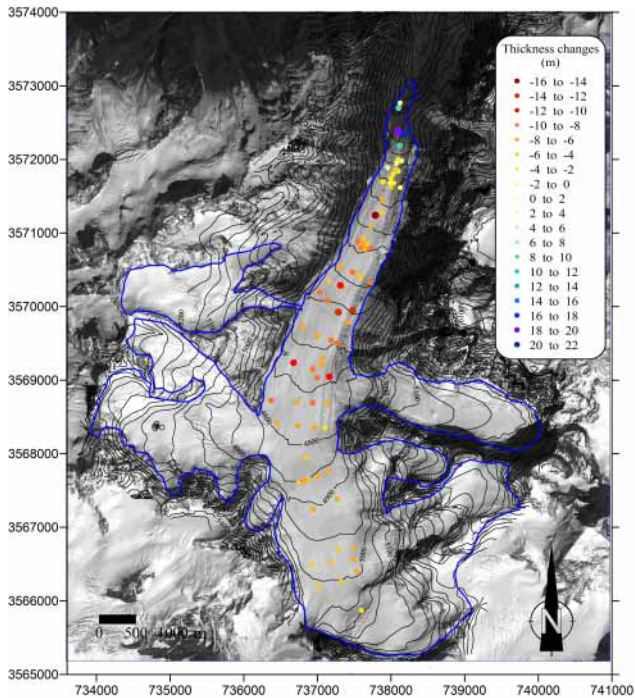 3574000
3573000
3572000
3571000
3570000
3569000
3568000
3567000
3566000
3565000
734000 735000 736000 737000 738000 739000 740000 741000
Thickness changes
(m)
-16 to -14
-14 to -12
-12 to -10
-10 to -8
-8 to -6
-6 to -4
-4 to -2
-2 to 0
0 to 2
2 to 4
4 to 6
6 to 8
8 to 10
10 to 12
12 to 14
14 to 16
16 to 18
18 to 20
20 to 22
4500
0 500 1000 m
N